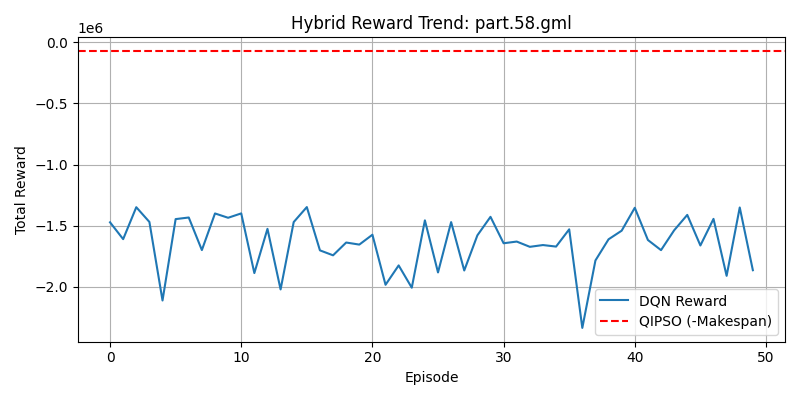 Hybrid Reward Trend: part.58.gml
1e6
0.0
−0.5
−1.0
−1.5
−2.0
Total Reward
0 10 20 30 40 50
Episode
DQN Reward
QIPSO (-Makespan)